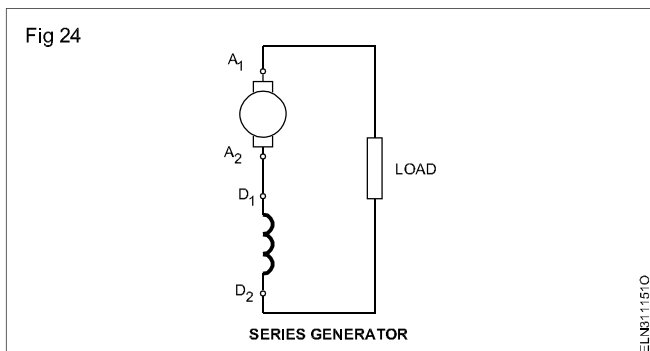 Fig 24
A1
A2
LOAD
D1
D2
SERIES GENERATOR
ELN311151O